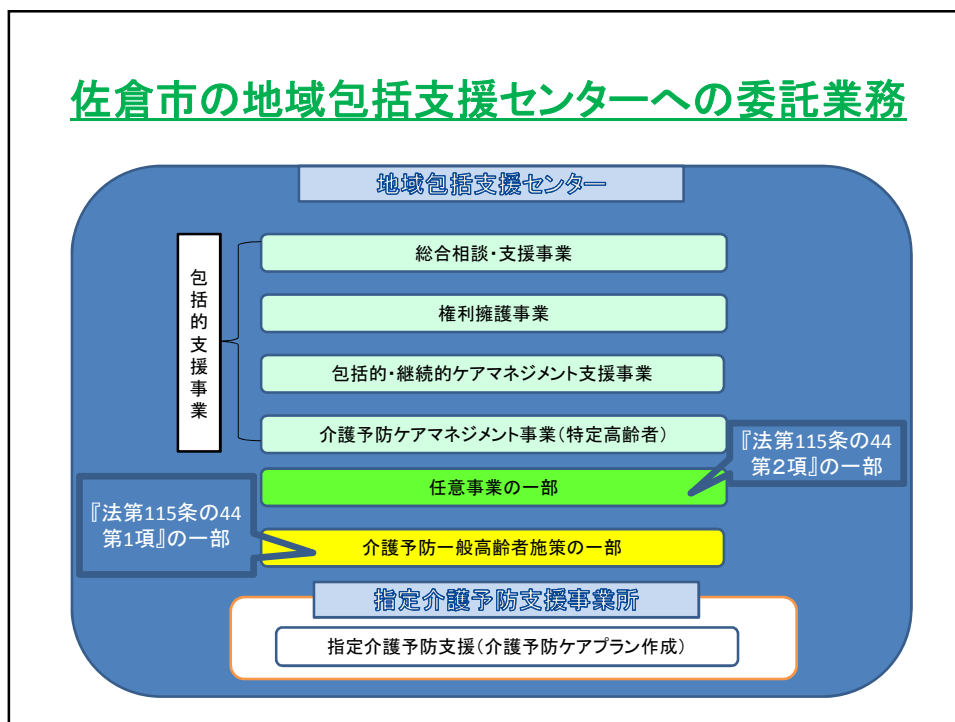 佐倉市の地域包括支援センターへの委託業務
地域包括支援センター
包括的支援事業
総合相談・支援事業
権利擁護事業
包括的・継続的ケアマネジメント支援事業
介護予防ケアマネジメント事業(特定高齢者)
『法第115条の44
第2項』の一部
任意事業の一部
『法第115条の44
第1項』の一部
介護予防一般高齢者施策の一部
指定介護予防支援事業所
指定介護予防支援(介護予防ケアプラン作成)